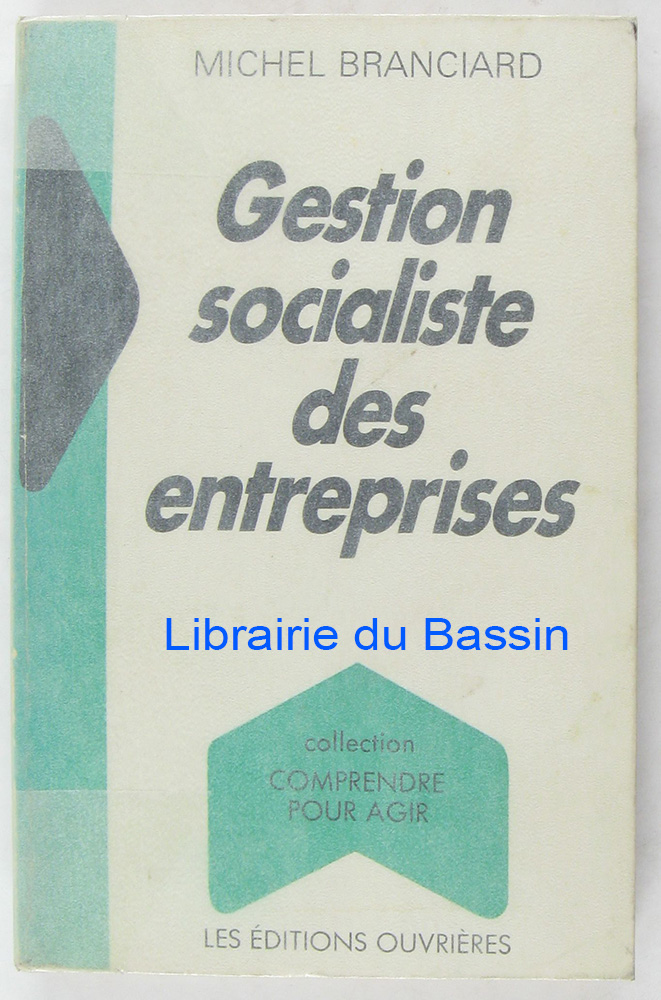 MICHEL BRANCIARD
Gestion
socialiste
des
entreprises
Librairie du Bassin
collection
COMPRENDRE
POUR AGIR
LES ÉDITIONS OUVRIÈRES